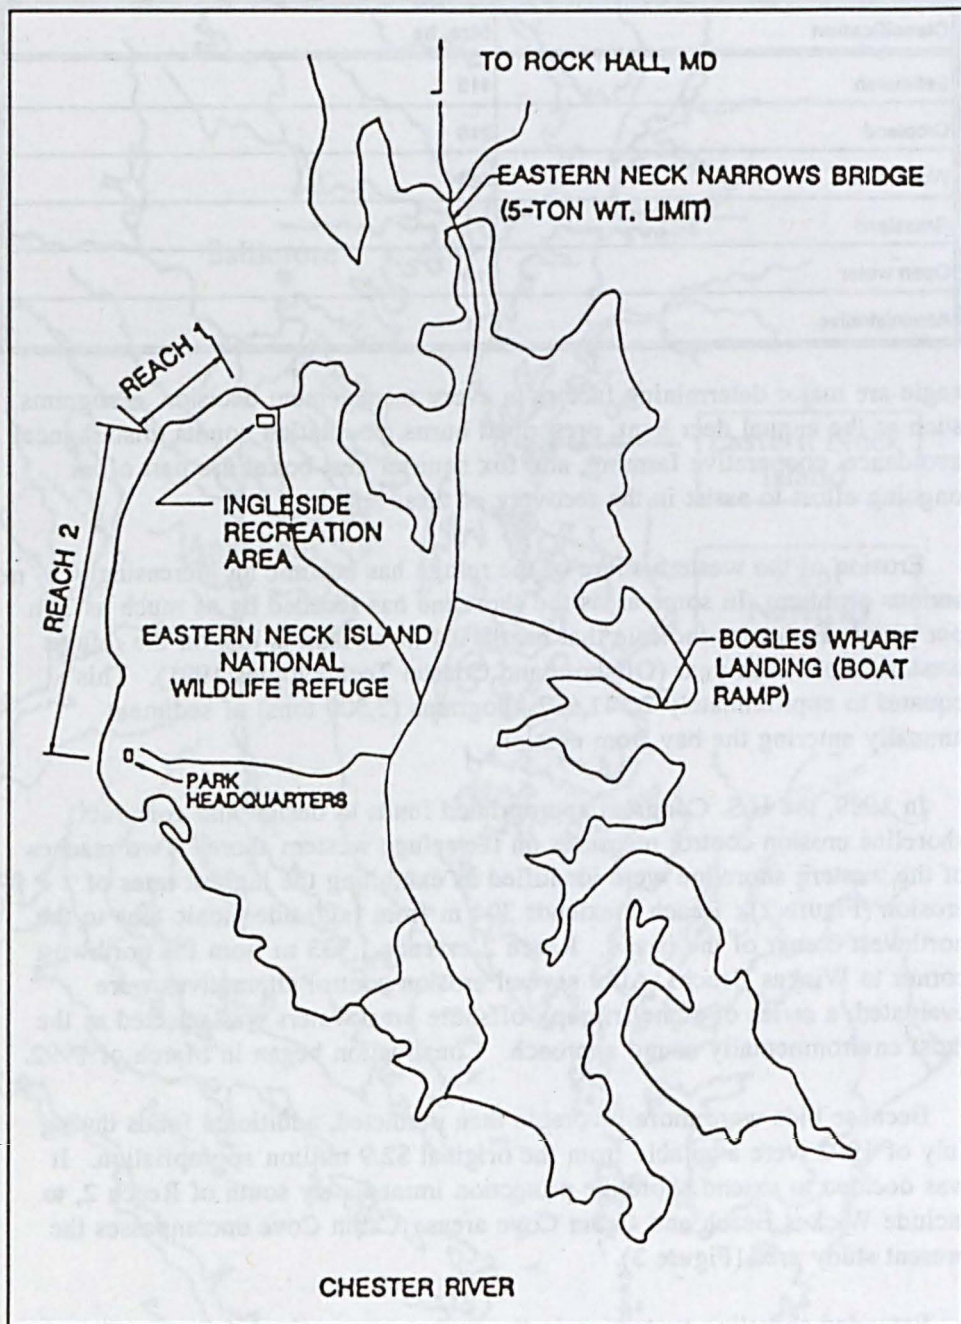 TO ROCK HALL, MD
EASTERN NECK NARROWS BRIDGE
(5-TON WT. LIMIT)
REACH 1
REACH 2
INGLESIDE
RECREATION
AREA
EASTERN NECK ISLAND
NATIONAL
WILDLIFE REFUGE
BOGLES WHARF
LANDING (BOAT
RAMP)
PARK
HEADQUARTERS
CHESTER RIVER